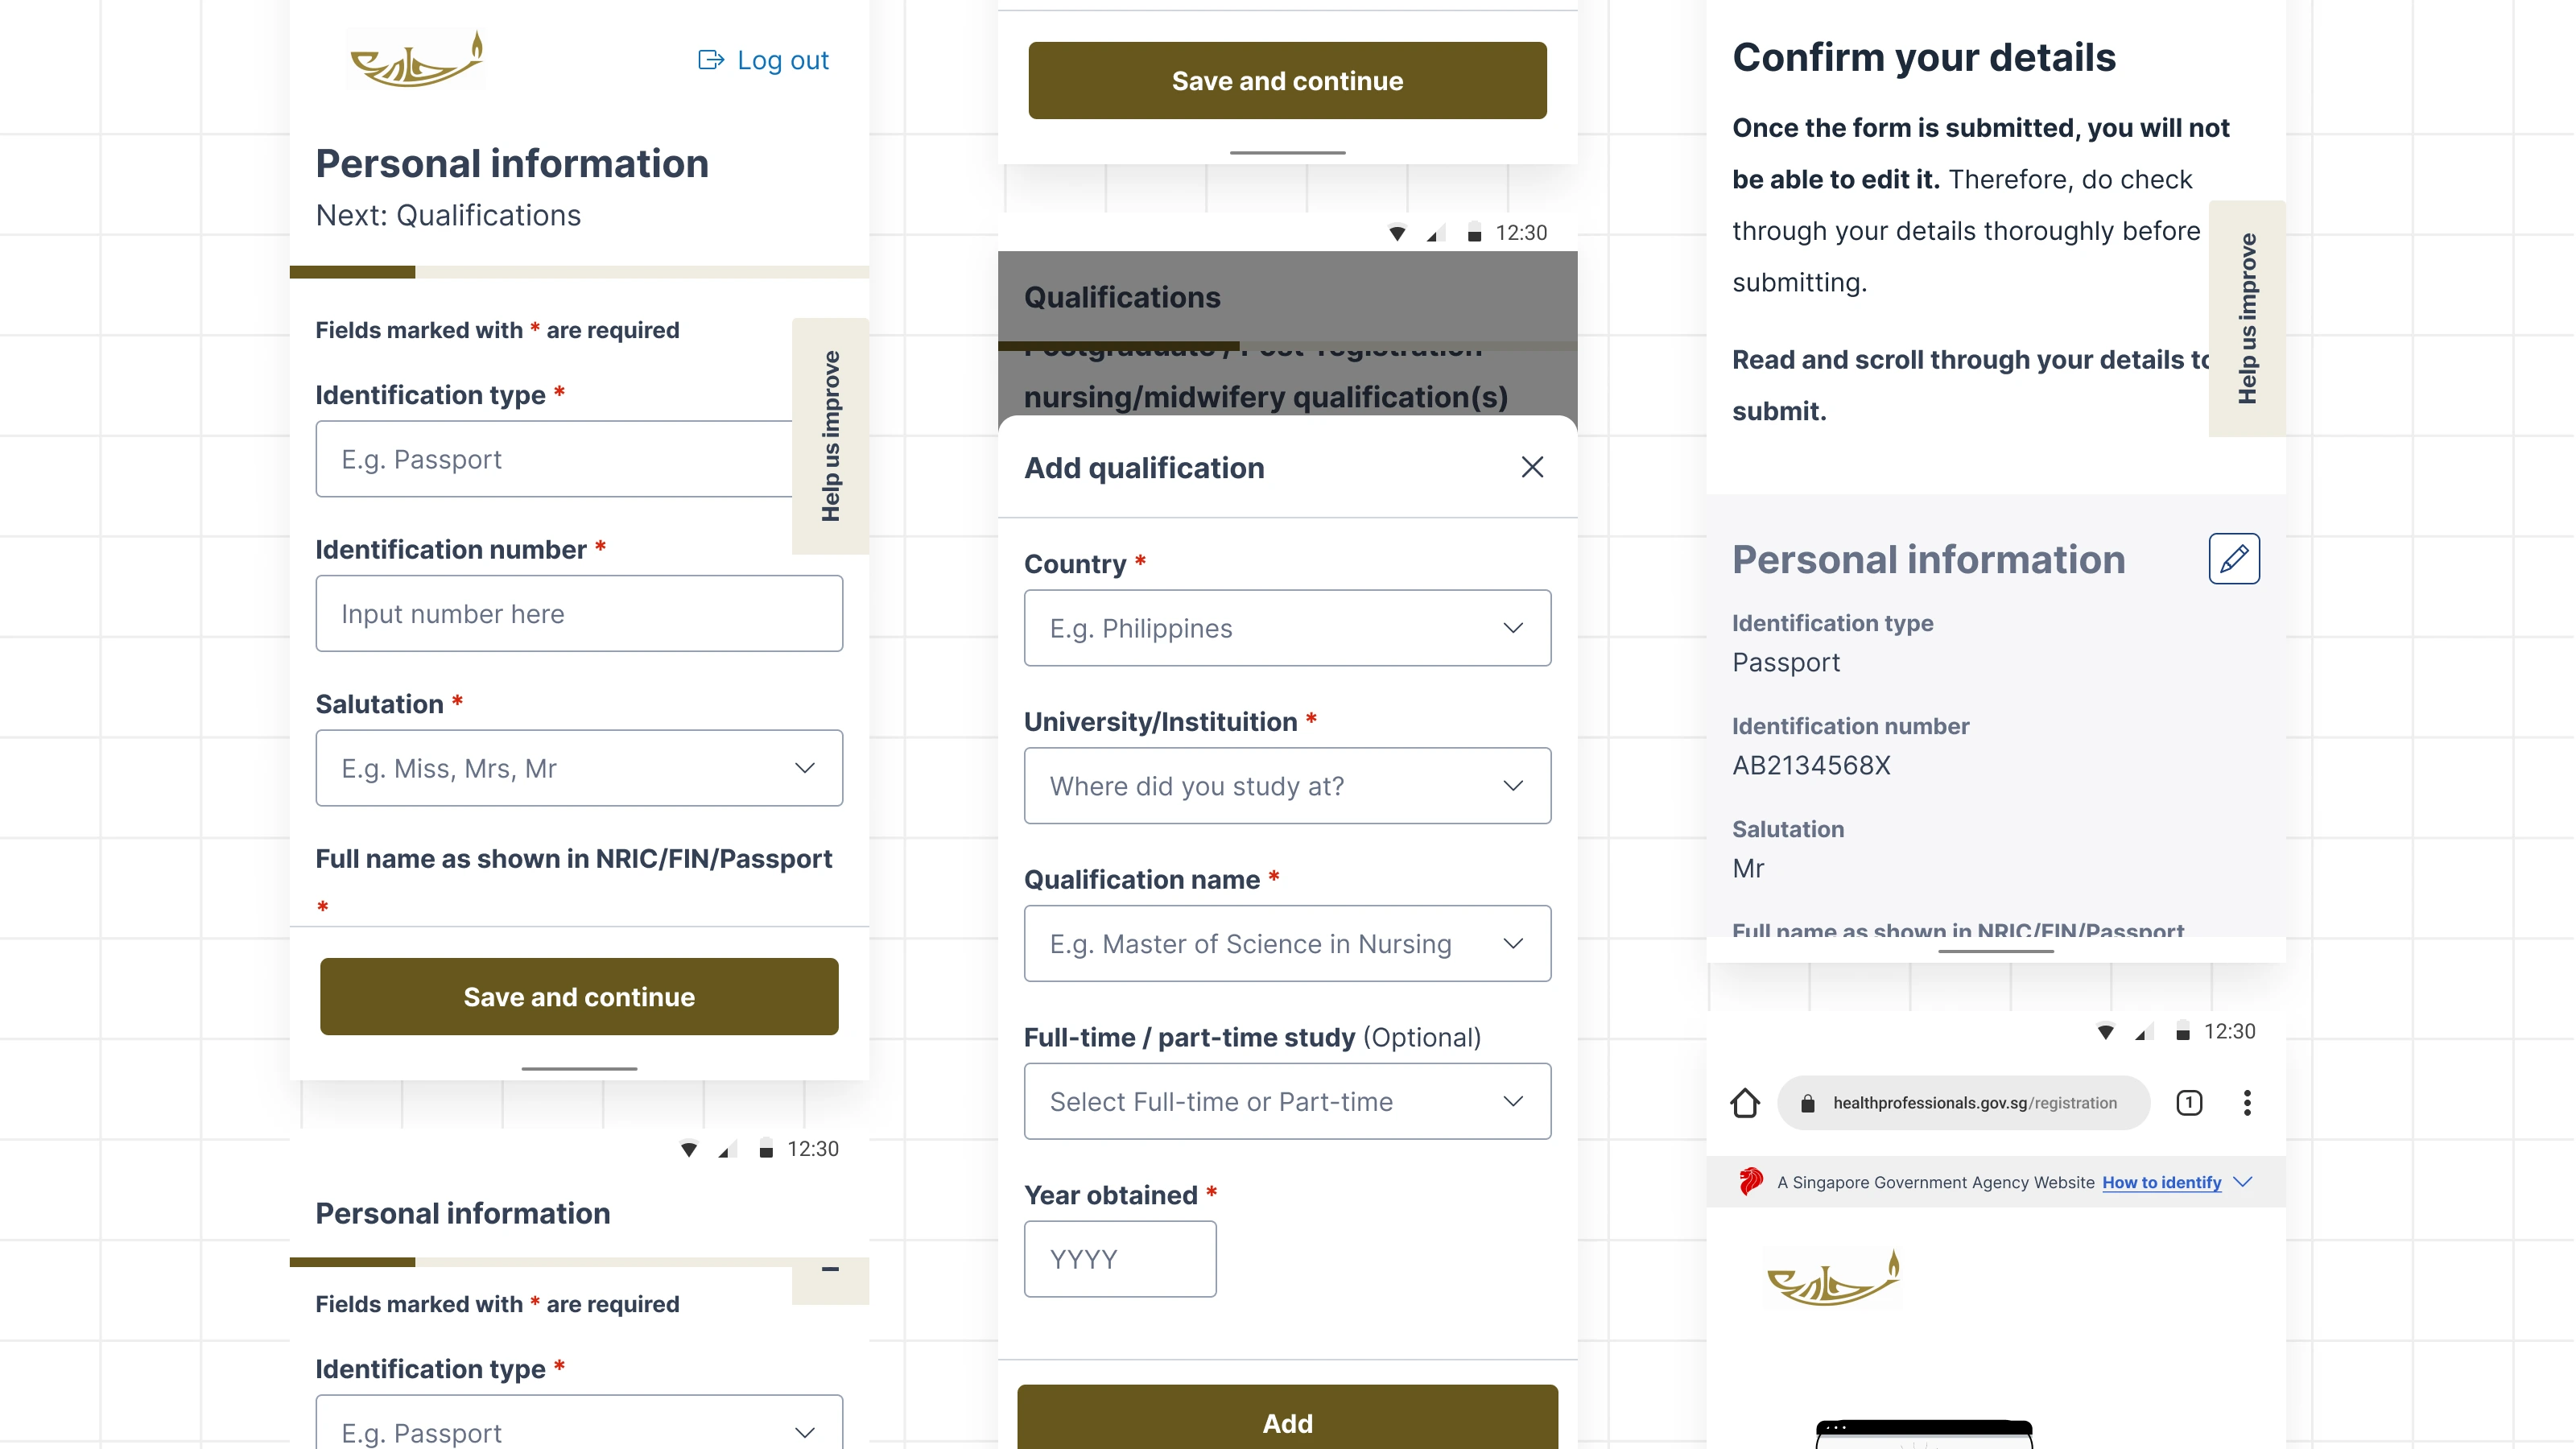 Log out
Personal information
Next: Qualifications
Fields marked with * are required
Identification type *
E.g. Passport
Help us improve
Identification number *
Input number here
Salutation *
E.g. Miss, Mrs, Mr
Full name as shown in NRIC/FIN/Passport
*
Save and continue
12:30
Personal information
Fields marked with * are required
Identification type *
E.g. Passport
Save and continue
12:30
Qualifications
Postgraduate / Post-registration
nursing/midwifery qualification(s)
Add qualification
Country *
E.g. Philippines
University/Instituition *
Where did you study at?
Qualification name *
E.g. Master of Science in Nursing
Full-time / part-time study (Optional)
Select Full-time or Part-time
Year obtained *
YYYY
Add
Confirm your details
Once the form is submitted, you will not
be able to edit it. Therefore, do check
through your details thoroughly before
submitting.
Read and scroll through your details to
submit.
Help us improve
Personal information
Identification type
Passport
Identification number
AB2134568X
Salutation
Mr
Full name as shown in NRIC/FIN/Passport
12:30
healthprofessionals.gov.sg/registration
1
A Singapore Government Agency Website How to identify